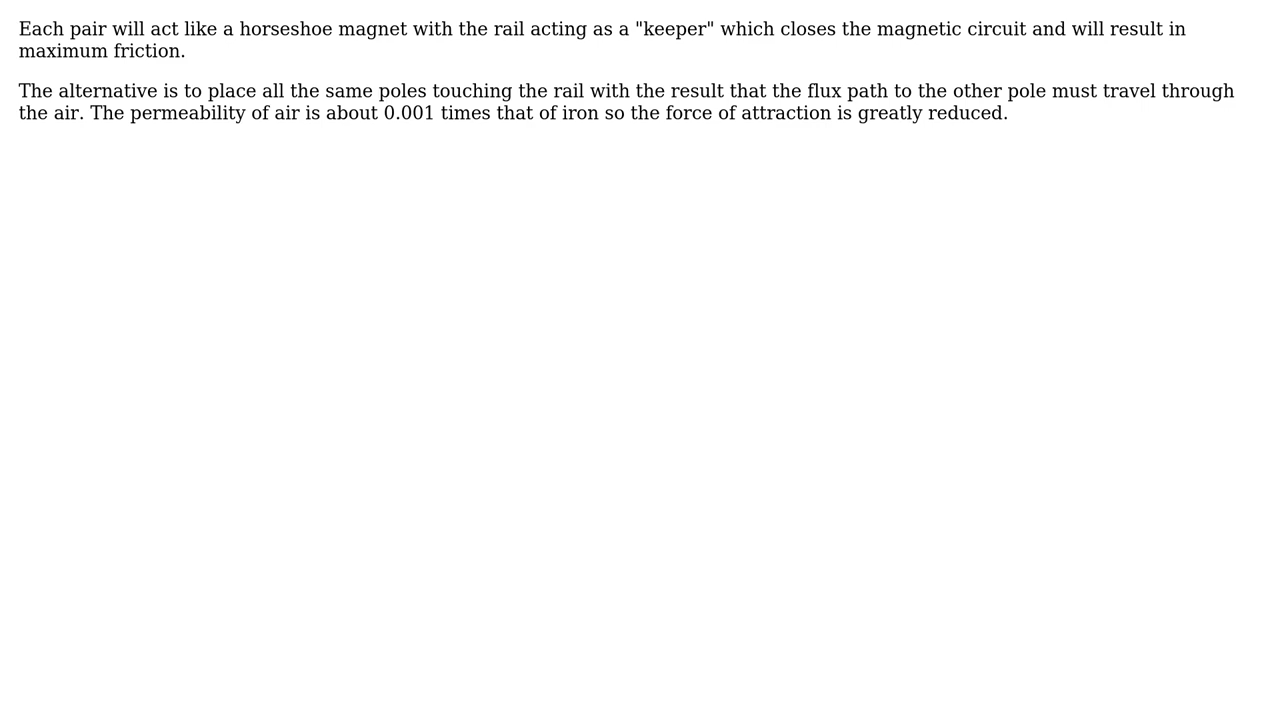 Each pair will act like a horseshoe magnet with the rail acting as a "keeper" which closes the magnetic circuit and will result in
maximum friction.
The alternative is to place all the same poles touching the rail with the result that the flux path to the other pole must travel through
the air. The permeability of air is about 0.001 times that of iron so the force of attraction is greatly reduced.